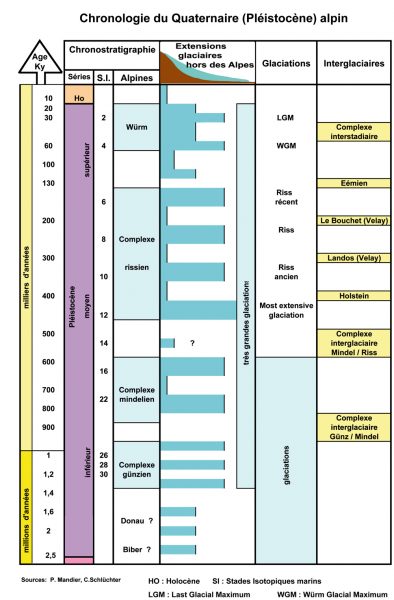 Chronologie du Quaternaire (Pléistocène) alpin
Age
Ky
Chronostratigraphie
Séries
S.I.
Alpines
Extensions
glaciaires
hors des Alpes
Glaciations
Interglaciaires
milliers d'années
millions d'années
10
20
30
60
100
130
200
300
400
500
600
700
800
900
1
1,2
1,4
1,6
2
2,5
Ho
Pléistocène
supérieur
moyen
inférieur
2
4
6
8
10
12
14
16
22
26
28
30
Würm
Complexe
rissien
Complexe
mindelien
Complexe
günzien
Donau ?
Biber ?
?
très grandes glaciations
LGM
WGM
Riss
récent
Riss
Riss
ancien
Most extensive
glaciation
glaciations
Complexe
interstadiaire
Eémien
Le Bouchet (Velay)
Landos (Velay)
Holstein
Complexe
interglaciaire
Mindel / Riss
Complexe
interglaciaire
Günz / Mindel
Sources: P. Mandier, C.Schlüchter
HO : Holocène SI : Stades Isotopiques marins
LGM : Last Glacial Maximum WGM : Würm Glacial Maximum